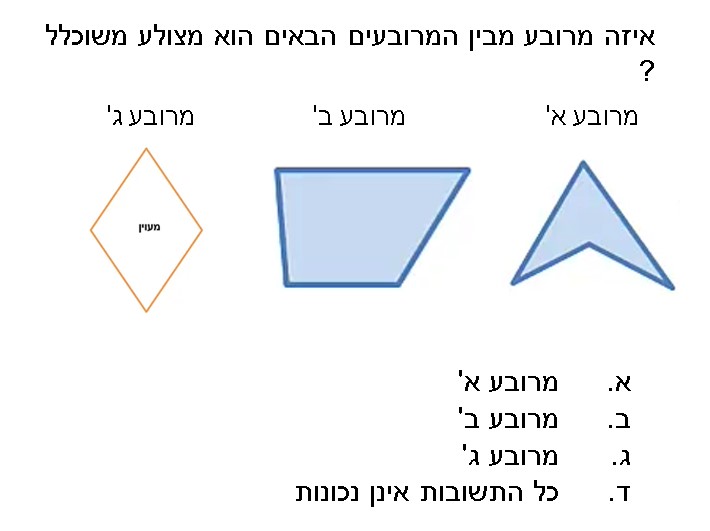 איזה מרובע מבין המרובעים הבאים הוא מצולע משוכלל
?
מרובע א' מרובע ב' מרובע ג'
מעוין
א. מרובע א'
ב. מרובע ב'
ג. מרובע ג'
ד. כל התשובות אינן נכונות